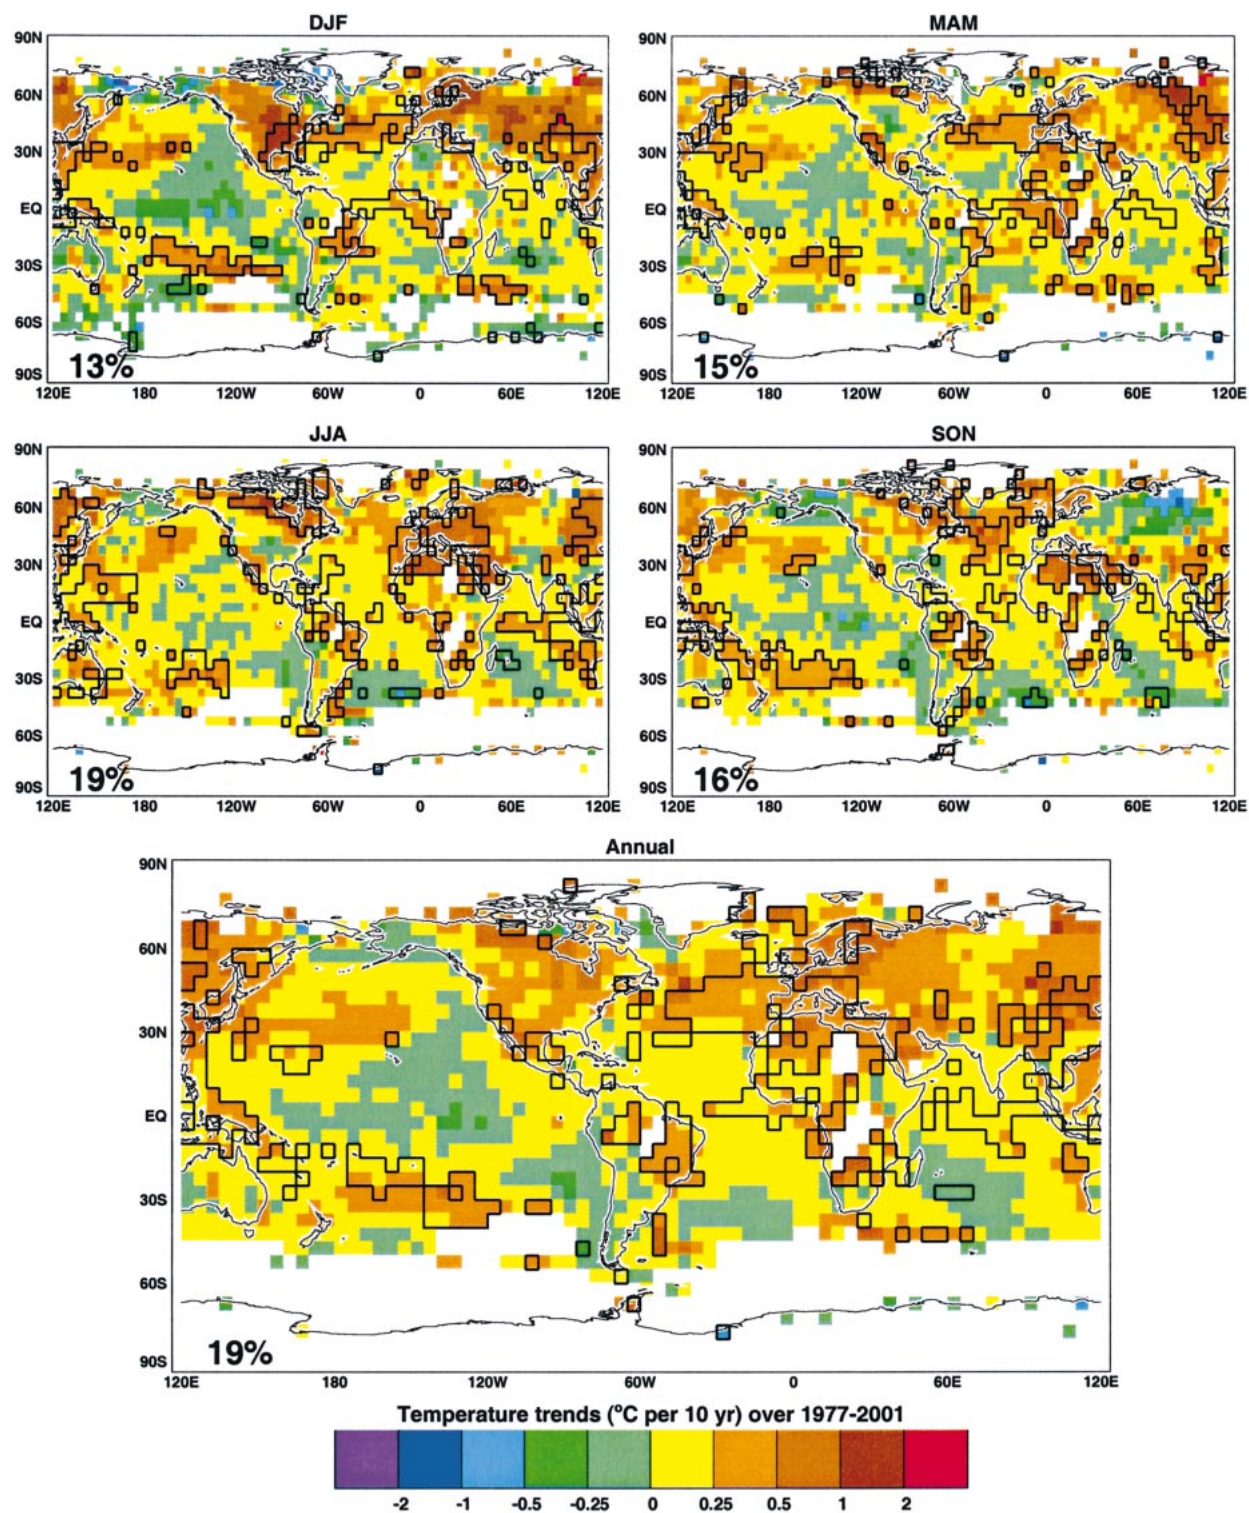 DJF MAM
90N 90N
60N 60N
30N 30N
EQ EQ
30S 30S
60S 60S
13% 15%
90S 90S
120E 180 120W 60W 0 60E 120E 120E 180 120W 60W 0 60E 120E
JJA SON
90N 90N
60N 60N
30N 30N
EQ EQ
30S 30S
60S 60S
19% 16%
90S 90S
120E 180 120W 60W 0 60E 120E 120E 180 120W 60W 0 60E 120E
Annual
90N
60N
30N
EQ
30S
60S
19%
90S
120E 180 120W 60W 0 60E 120E
Temperature trends (°C per 10 yr) over 1977-2001
-2 -1 -0.5 -0.25 0 0.25 0.5 1 2